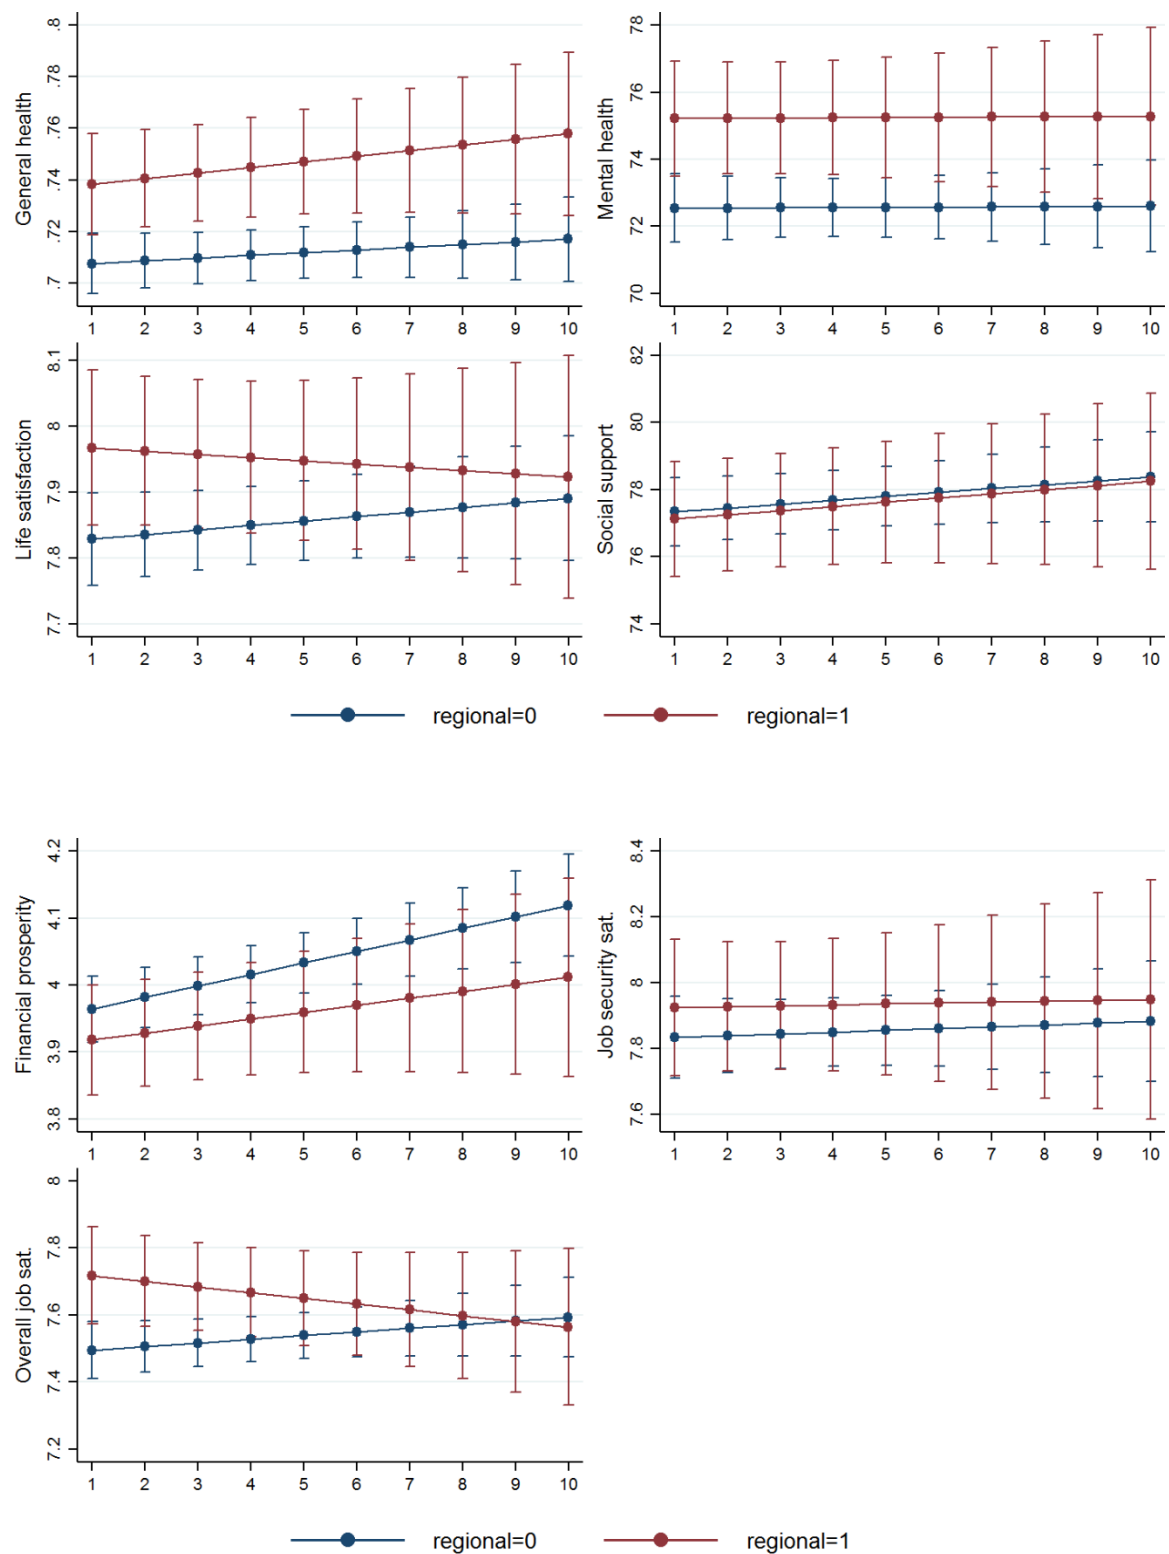 General health
.8
.78
.76
.74
.72
.7
1 2 3 4 5 6 7 8 9 10
Mental health
78
76
74
72
70
1 2 3 4 5 6 7 8 9 10
Life satisfaction
8.1
8
7.9
7.8
7.7
1 2 3 4 5 6 7 8 9 10
Social support
82
80
78
76
74
1 2 3 4 5 6 7 8 9 10
regional=0 regional=1
Financial prosperity
4.2
4.1
4
3.9
3.8
1 2 3 4 5 6 7 8 9 10
Job security sat.
8.4
8.2
8
7.8
7.6
1 2 3 4 5 6 7 8 9 10
Overall job sat.
8
7.8
7.6
7.4
7.2
1 2 3 4 5 6 7 8 9 10
regional=0 regional=1